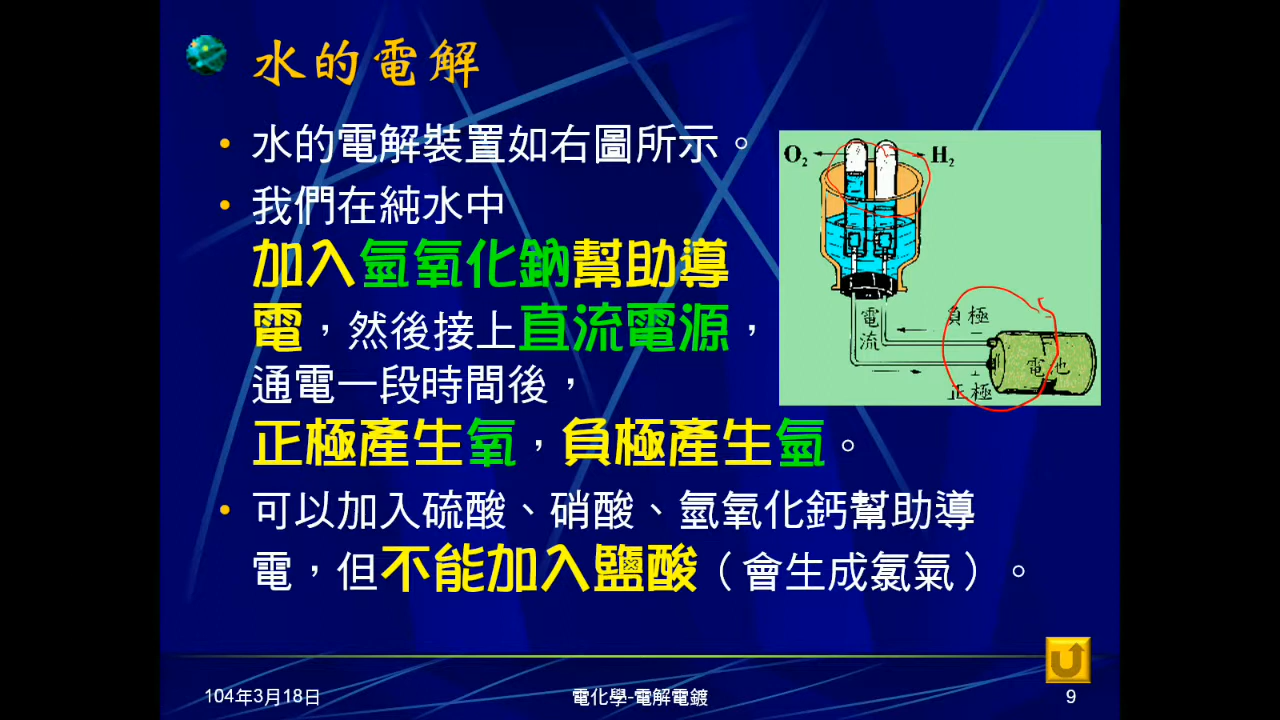 水的電解
• 水的電解裝置如右圖所示。
• 我們在純水中
加入氫氧化鈉幫助導
電，然後接上直流電源，
通電一段時間後，
正極產生氧，負極產生氫。
• 可以加入硫酸、硝酸、氫氧化鈣幫助導
電，但不能加入鹽酸（會生成氯氣）。
O₂
H₂
電流
負極
電池
正極
104年3月18日
電化學-電解電鍍
9